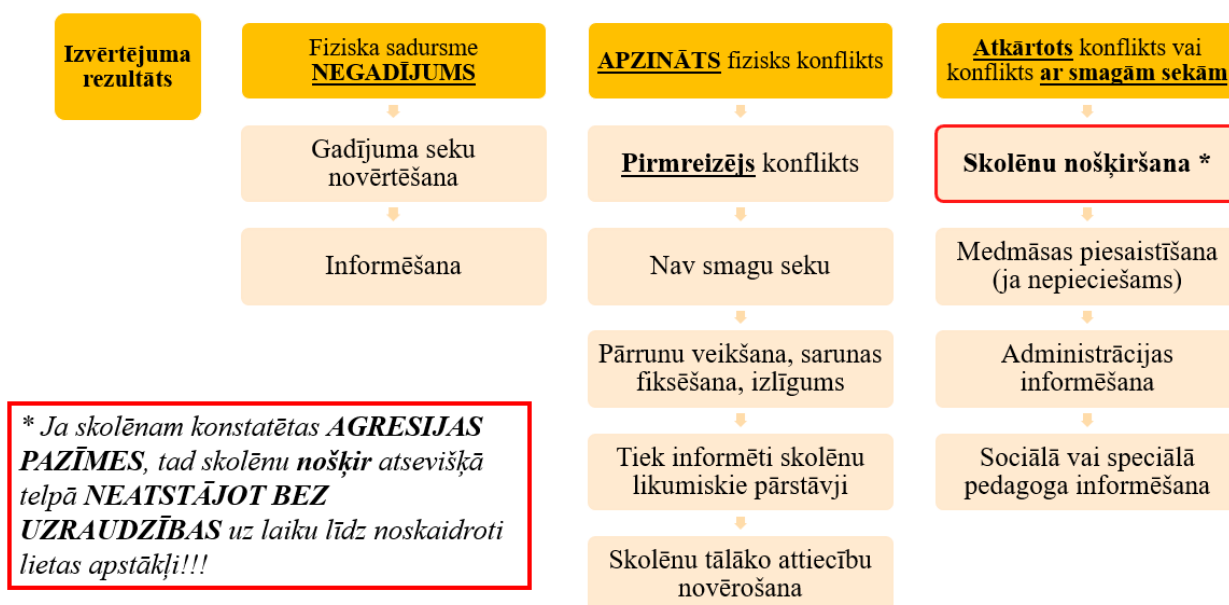 Izvērtējuma
rezultāts
Fiziska sadursme
NEGADĪJUMS
Gadījuma seku
novērtēšana
Informēšana
APZINĀTS fizisks konflikts
Pirmreizējs konflikts
Nav smagu seku
Pārrunu veikšana, sarunas
fiksēšana, izlīgums
Tiek informēti skolēnu
likumiskie pārstāvji
Skolēnu tālāko attiecību
novērošana
Atkārtots konflikts vai
konflikts ar smagām sekām
Skolēnu nošķiršana *
Medmāsas piesaistīšana
(ja nepieciešams)
Administrācijas
informēšana
Sociālā vai speciālā
pedagoga informēšana
* Ja skolēnam konstatētas AGRESIJAS
PAZĪMES, tad skolēnu nošķir atsevišķā
telpā NEATSTĀJOT BEZ
UZRAUDZĪBAS uz laiku līdz noskaidroti
lietas apstākļi!!!